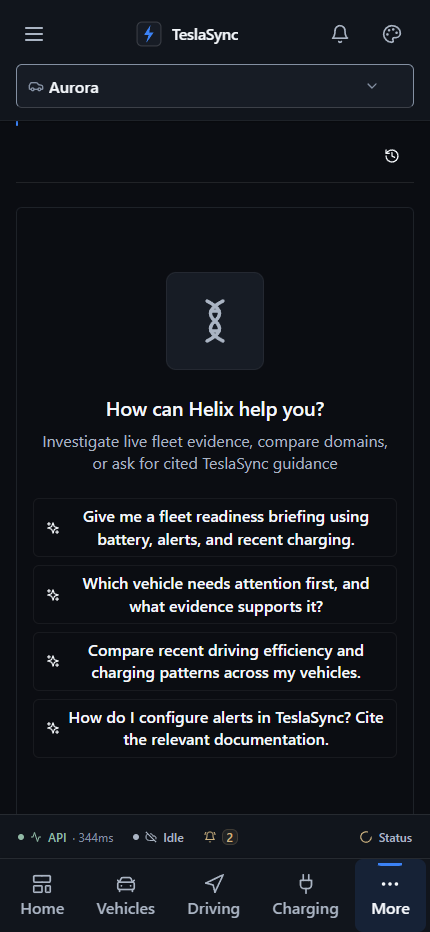 TeslaSync
Aurora
How can Helix help you?
Investigate live fleet evidence, compare domains,
or ask for cited TeslaSync guidance
Give me a fleet readiness briefing using
battery, alerts, and recent charging.
Which vehicle needs attention first, and
what evidence supports it?
Compare recent driving efficiency and
charging patterns across my vehicles.
How do I configure alerts in TeslaSync? Cite
the relevant documentation.
API · 344ms Idle 2 Status
Home Vehicles Driving Charging More